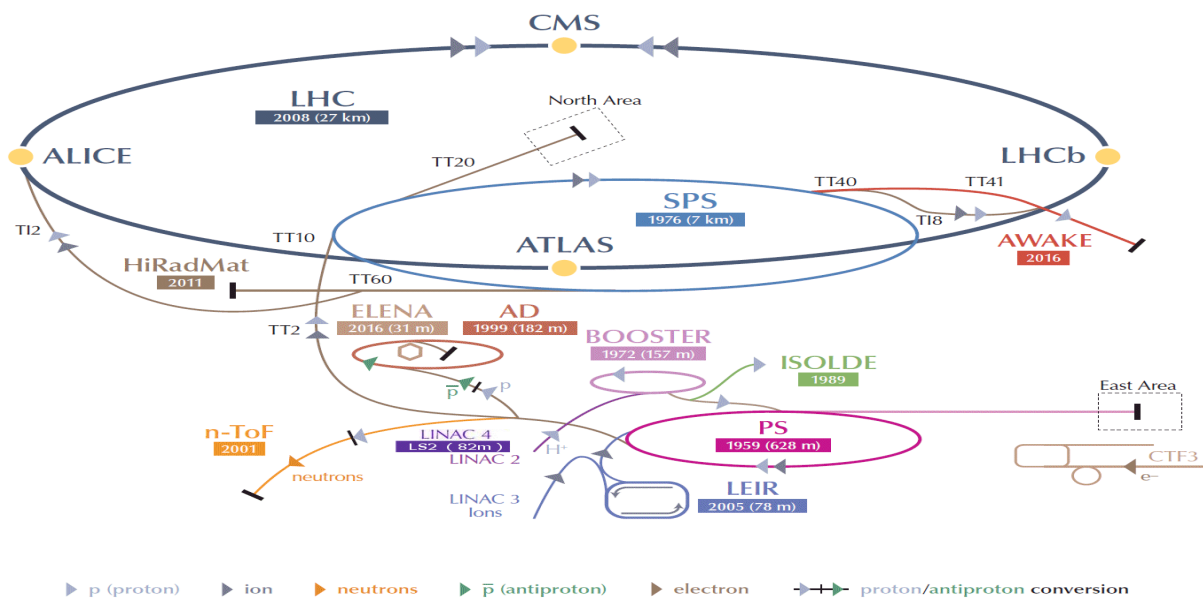 CMS
LHC
2008 (27 km)
North Area
ALICE
TT20
LHCb
TT40
TT41
SPS
1976 (7 km)
TI2
TI8
TT10
ATLAS
AWAKE
2016
HiRadMat
2011
TT60
ELENA
2016 (31 m)
AD
1999 (182 m)
TT2
BOOSTER
1972 (157 m)
ISOLDE
1989
p
p̅
East Area
n-ToF
2001
LINAC 4
LS2 ( 82m )
LINAC 2
H⁺
PS
1959 (628 m)
neutrons
CTF3
e–
LINAC 3
Ions
LEIR
2005 (78 m)
p (proton)
ion
neutrons
p̅ (antiproton)
electron
proton/antiproton conversion